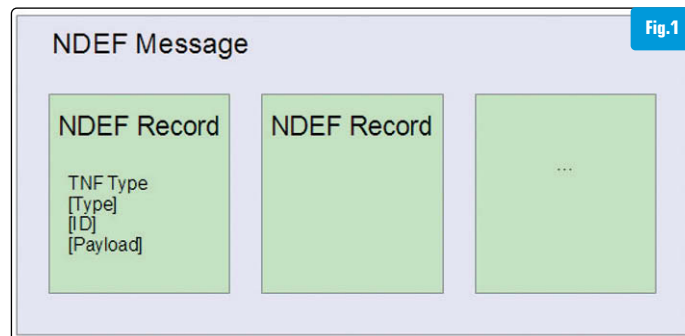 Fig.1
NDEF Message
NDEF Record
TNF Type
[Type]
[ID]
[Payload]
NDEF Record
...